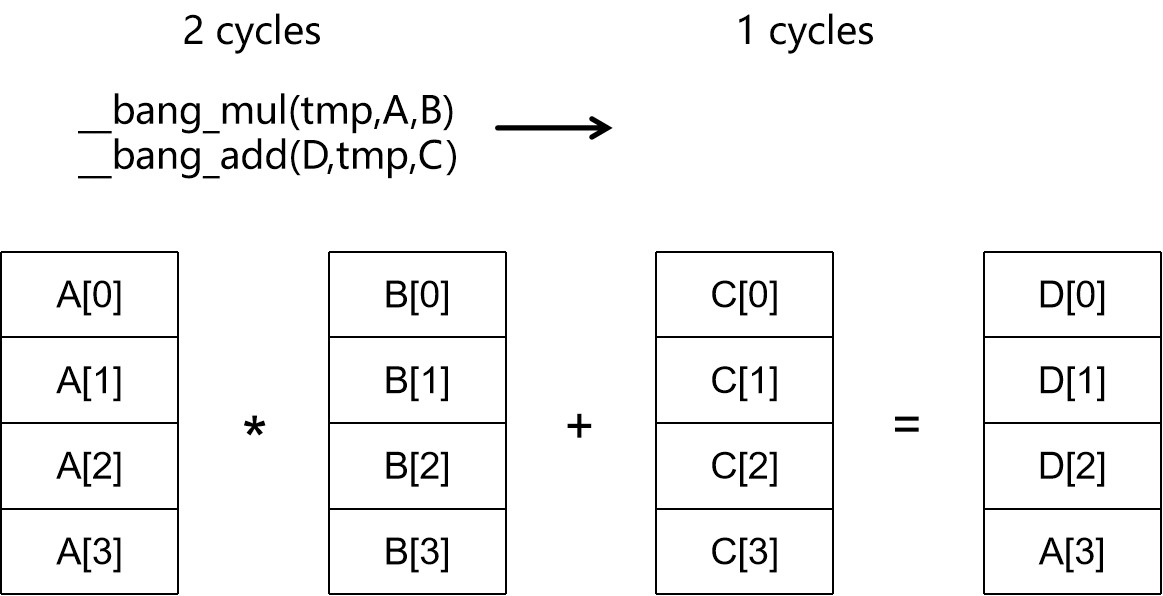 2 cycles 1 cycles
__bang_mul(tmp,A,B)
__bang_add(D,tmp,C)
A[0] B[0] C[0] D[0]
A[1] B[1] C[1] D[1]
* + =
A[2] B[2] C[2] D[2]
A[3] B[3] C[3] A[3]